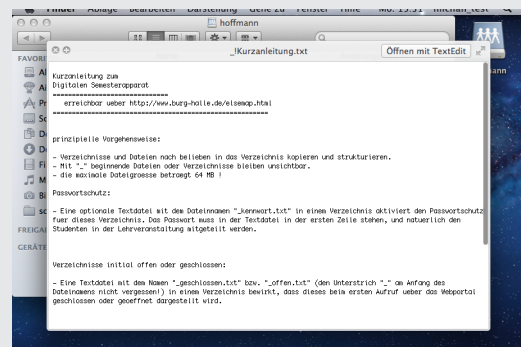 Finder Ablage Bearbeiten Darstellung Gehe zu Fenster Hilfe Mo. 15:51 michan_test
hoffmann
_!Kurzanleitung.txt
Öffnen mit TextEdit
FAVORI
Kurzanleitung zum
Digitalen Semesterapparat
==============================
erreichbar ueber http://www.burg-halle.de/elsemap.html
========================================================
prinzipielle Vorgehensweise:
- Verzeichnisse und Dateien nach belieben in das Verzeichnis kopieren und strukturieren.
- Mit "_" beginnende Dateien oder Verzeichnisse bleiben unsichtbar.
- die maximale Dateigroesse betraegt 64 MB !
Passwortschutz:
- Eine optionale Textdatei mit dem Dateinamen "_kennwort.txt" in einem Verzeichnis aktiviert den Passwortschutz
fuer dieses Verzeichnis. Das Passwort muss in der Textdatei in der ersten Zeile stehen, und natuerlich den
Studenten in der Lehrveranstaltung mitgeteilt werden.
FREIGA
GERÄTE
Verzeichnisse initial offen oder geschlossen:
- Eine Textdatei mit dem Namen "_geschlossen.txt" bzw. "_offen.txt" (den Unterstrich "_" am Anfang des
Dateinamens nicht vergessen!) in einem Verzeichnis bewirkt, dass dieses beim ersten Aufruf ueber das Webportal
geschlossen oder geoeffnet dargestellt wird.